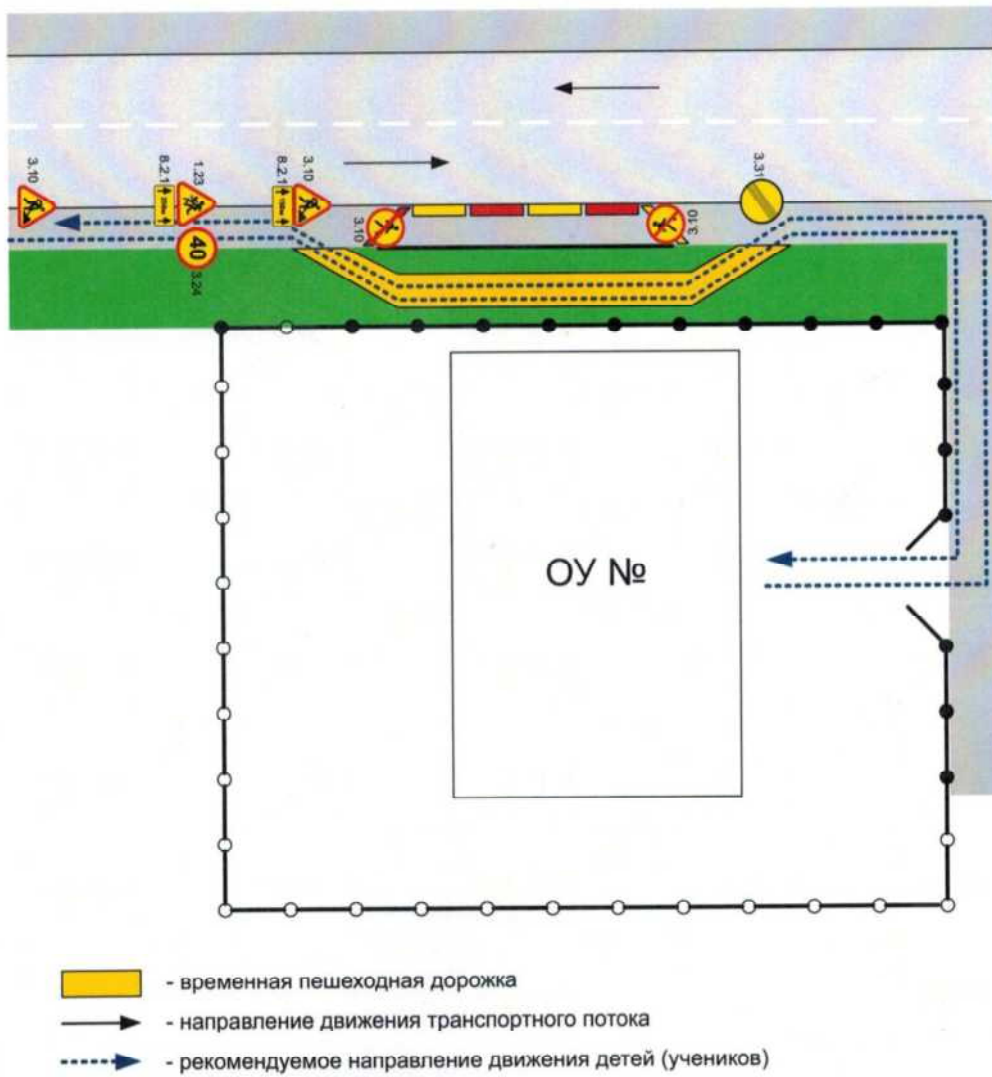 3.10
8.2.1
1.23
8.2.1
3.10
3.10
3.10
3.31
40
3.24
ОУ №
- временная пешеходная дорожка
- направление движения транспортного потока
- рекомендуемое направление движения детей (учеников)